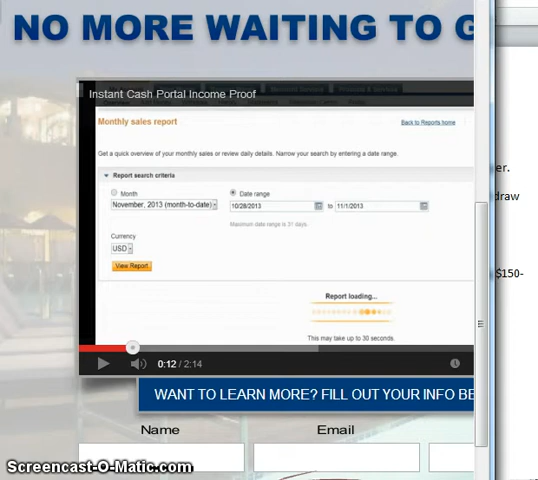 NO MORE WAITING TO G
Instant Cash Portal Income Proof
Monthly sales report
Back to Reports home
Get a quick overview of your monthly sales or review daily details. Narrow your search by entering a date range.
er.
Report search criteria
draw
Month
Date range
November, 2013 (month-to-date)
10/28/2013
to
11/1/2013
Maximum date range is 31 days.
Currency
USD
View Report
$150-
Report loading...
This may take up to 30 seconds.
0:12 / 2:14
WANT TO LEARN MORE? FILL OUT YOUR INFO BE
Name
Email
Screencast-O-Matic.com